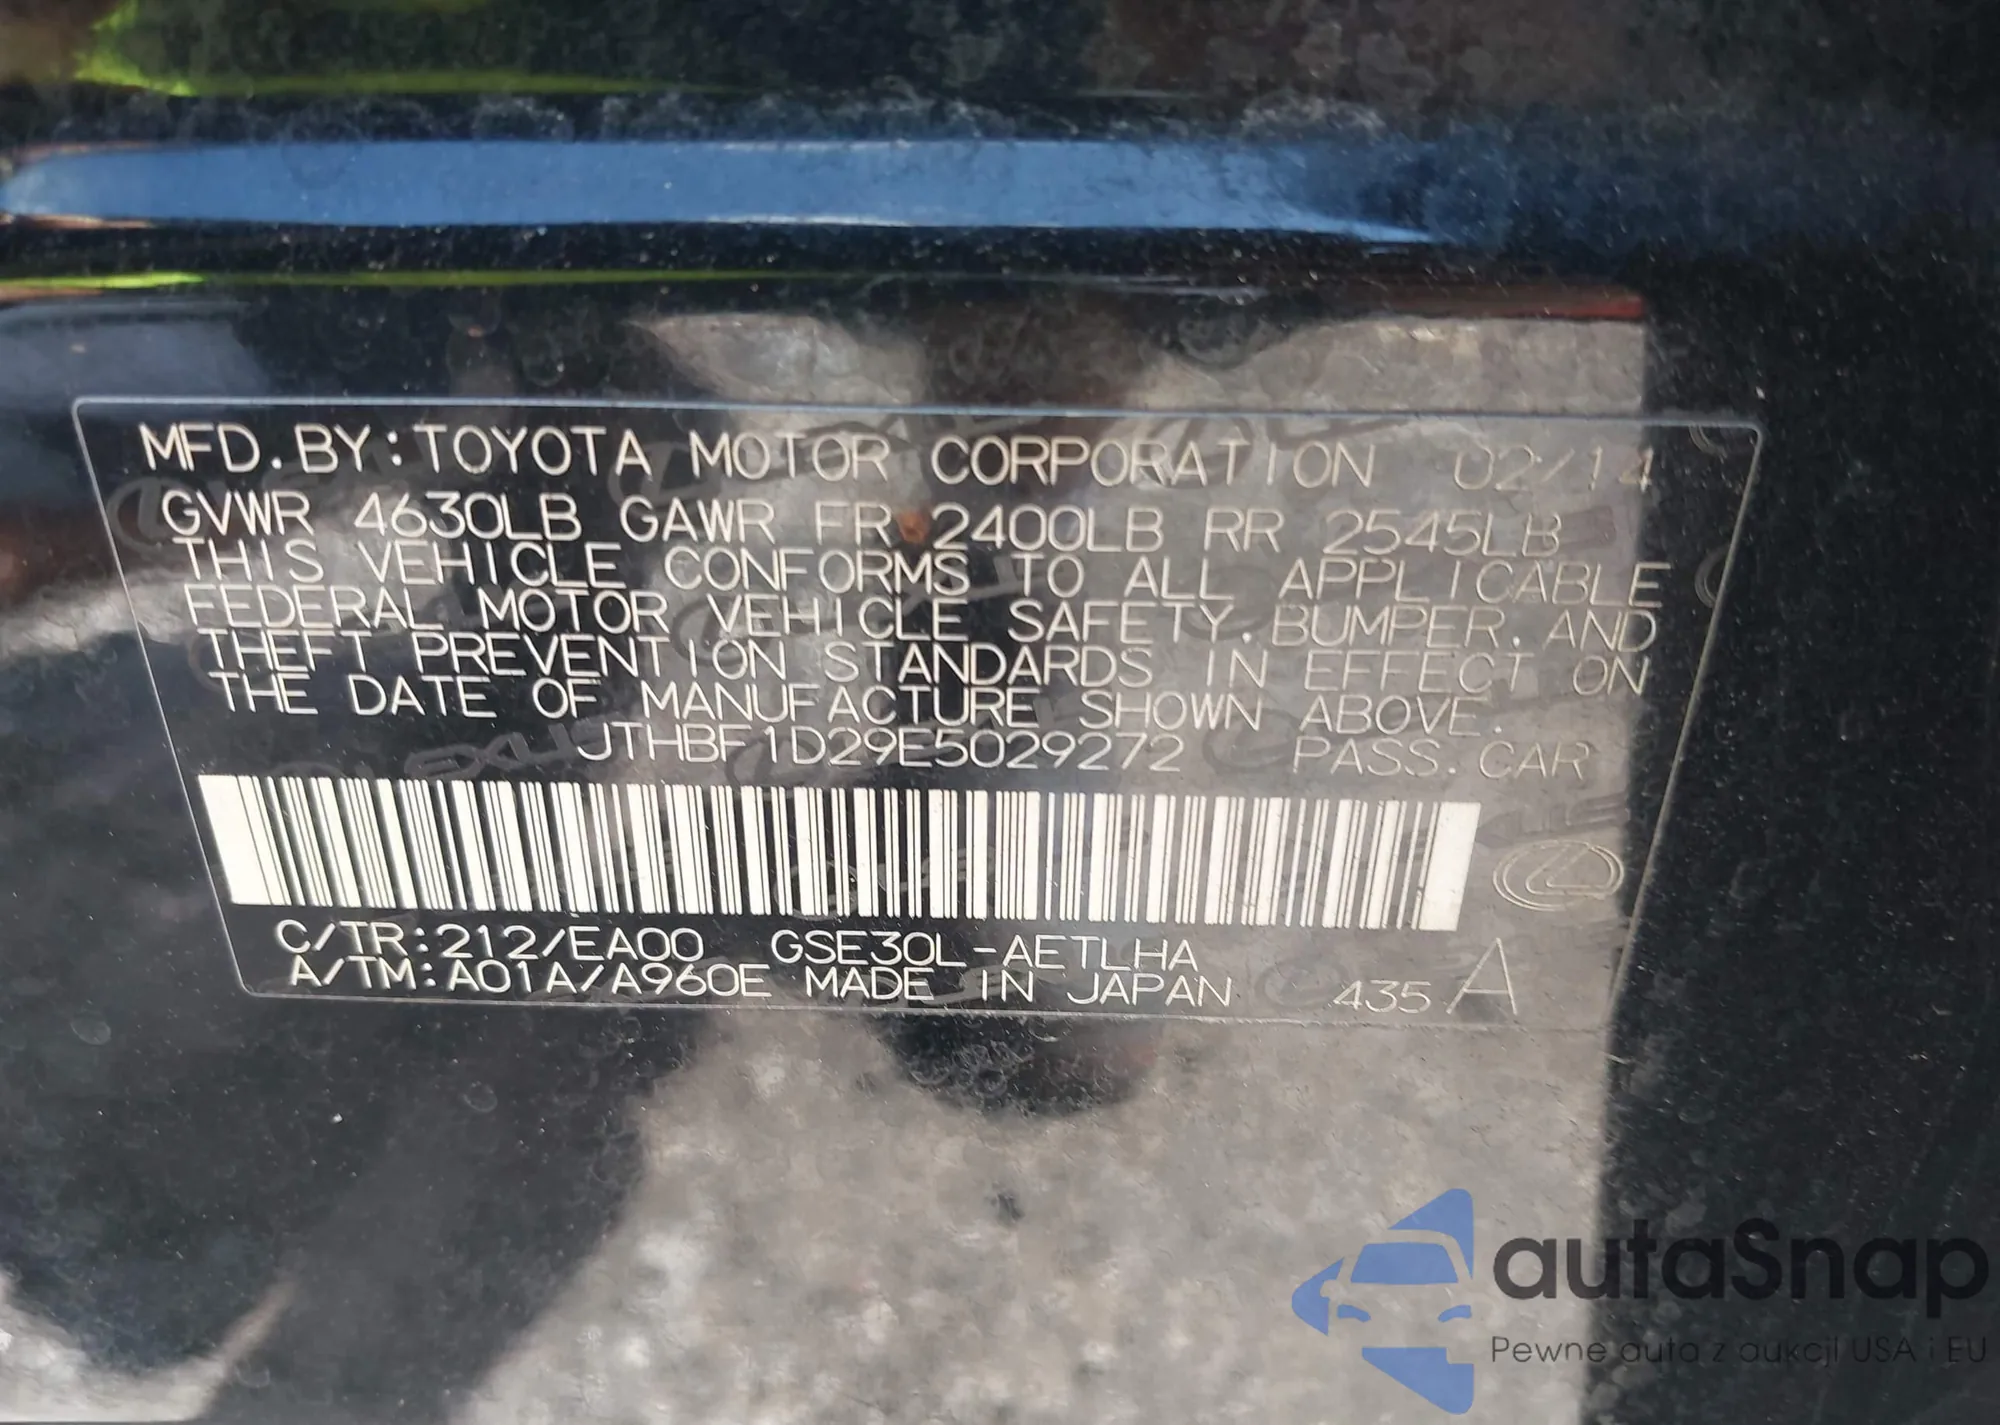 MFD.BY:TOYOTA MOTOR CORPORATION 02/14
GVWR 4630LB GAWR FR 2400LB RR 2545LB
THIS VEHICLE CONFORMS TO ALL APPLICABLE
FEDERAL MOTOR VEHICLE SAFETY,BUMPER, AND
THEFT PREVENTION STANDARDS IN EFFECT ON
THE DATE OF MANUFACTURE SHOWN ABOVE.
JTHBF1D29E5029272 PASS.CAR
C/TR:212/EA00 GSE30L-AETLHA
A/TM:A01A/A960E MADE IN JAPAN 435 A
autaSnap
Pewne auta z aukcji USA i EU